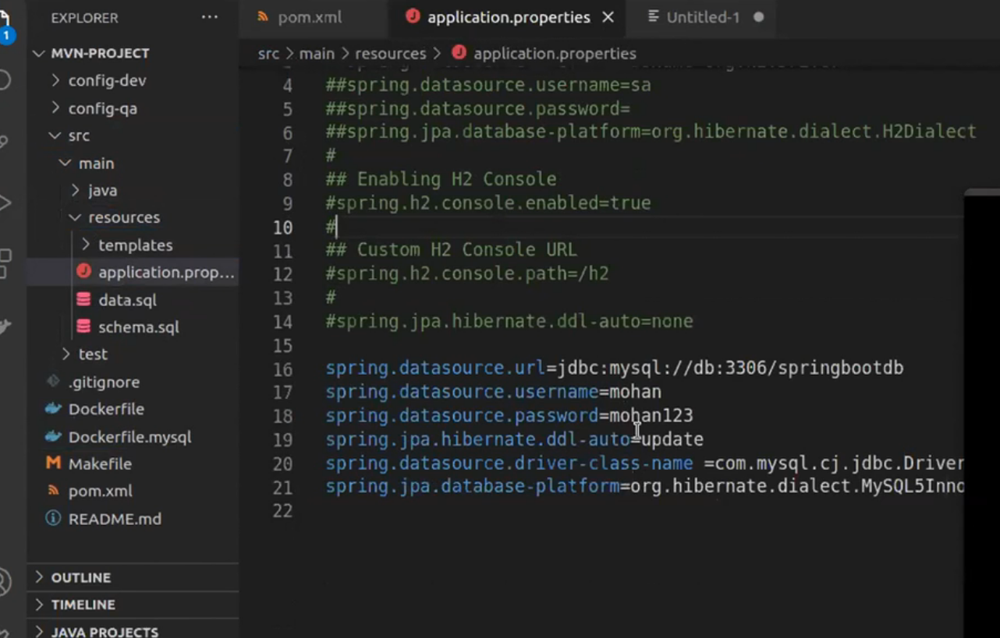 EXPLORER
MVN-PROJECT
config-dev
config-qa
src
main
java
resources
templates
application.prop...
data.sql
schema.sql
test
.gitignore
Dockerfile
Dockerfile.mysql
Makefile
pom.xml
README.md
OUTLINE
TIMELINE
JAVA PROJECTS
1
pom.xml
application.properties
Untitled-1
src > main > resources > application.properties
4 ##spring.datasource.username=sa
5 ##spring.datasource.password=
6 ##spring.jpa.database-platform=org.hibernate.dialect.H2Dialect
7 #
8 ## Enabling H2 Console
9 #spring.h2.console.enabled=true
10 #
11 ## Custom H2 Console URL
12 #spring.h2.console.path=/h2
13 #
14 #spring.jpa.hibernate.ddl-auto=none
15
16 spring.datasource.url=jdbc:mysql://db:3306/springbootdb
17 spring.datasource.username=mohan
18 spring.datasource.password=mohan123
19 spring.jpa.hibernate.ddl-auto=update
20 spring.datasource.driver-class-name =com.mysql.cj.jdbc.Driver
21 spring.jpa.database-platform=org.hibernate.dialect.MySQL5Inno
22